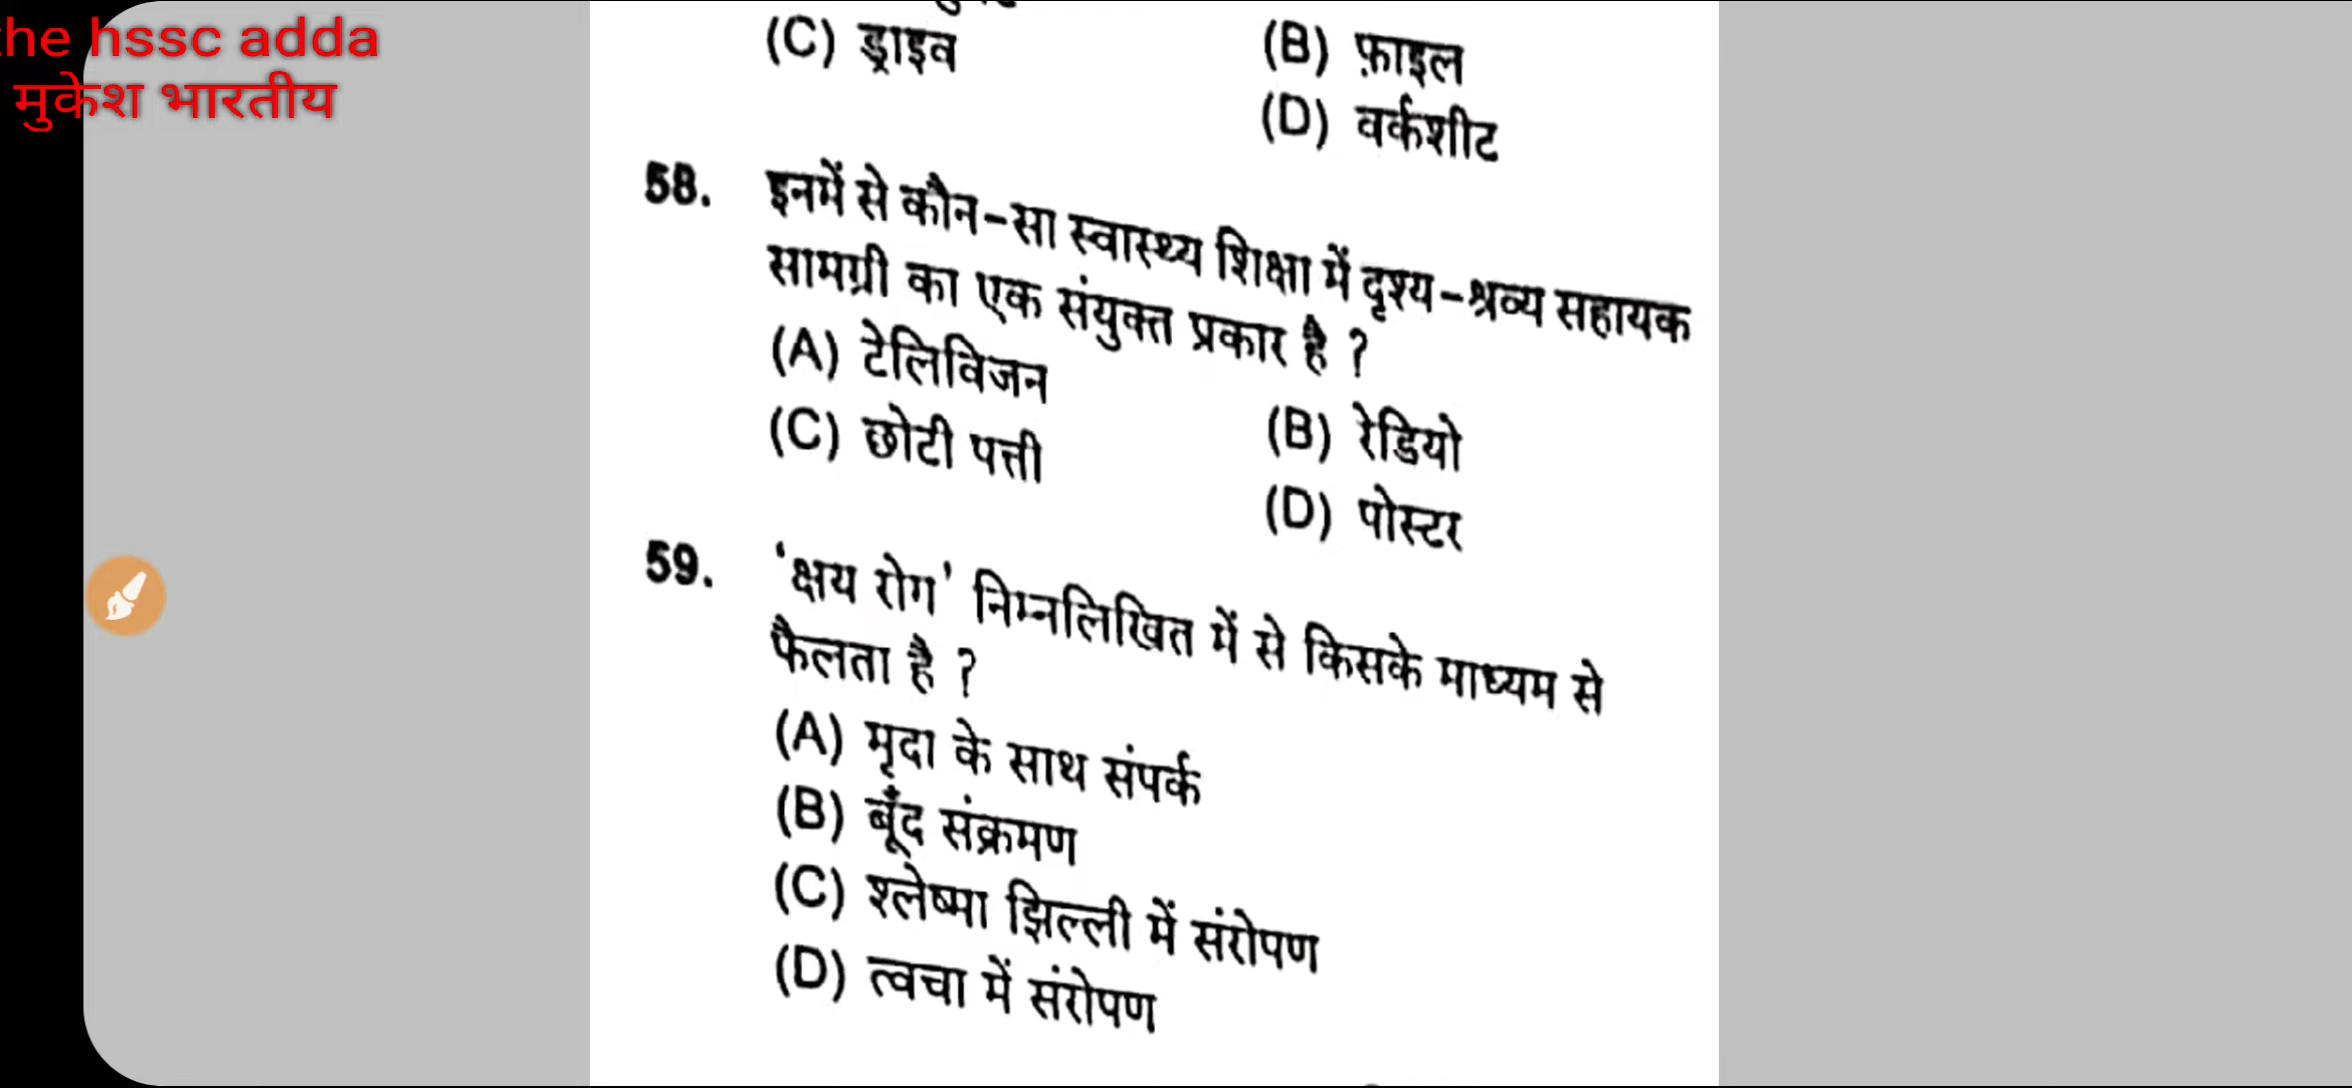 the hssc adda
मुकेश भारतीय
(C) ड्राइव
(B) फ़ाइल
(D) वर्कशीट
58. इनमें से कौन-सा स्वास्थ्य शिक्षा में दृश्य-श्रव्य सहायक
सामग्री का एक संयुक्त प्रकार है ?
(A) टेलिविजन
(B) रेडियो
(C) छोटी पत्ती
(D) पोस्टर
59. 'क्षय रोग' निम्नलिखित में से किसके माध्यम से
फैलता है ?
(A) मृदा के साथ संपर्क
(B) बूँद संक्रमण
(C) श्लेष्मा झिल्ली में संरोपण
(D) त्वचा में संरोपण